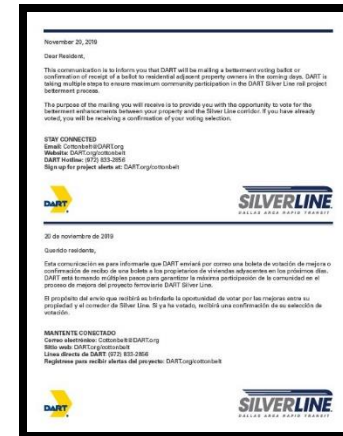 November 20, 2019
Dear Resident,
This communication is to inform you that DART will be mailing a betterment voting ballot or
confirmation of receipt of a ballot to residential adjacent property owners in the coming days. DART is
taking multiple steps to ensure maximum community participation in the DART Silver Line rail project
betterment process.
The purpose of the mailing you will receive is to provide you with the opportunity to vote for the
betterment enhancements between your property and the Silver Line corridor. If you have already
voted, you will be receiving a confirmation of your voting selection.
STAY CONNECTED
Email: Cottonbelt@DART.org
Website: DART.org/cottonbelt
DART Hotline: (972) 833-2856
Sign up for project alerts at: DART.org/cottonbelt
DART
SILVERLINE
DALLAS AREA RAPID TRANSIT
20 de noviembre de 2019
Querido residente,
Esta comunicación es para informarle que DART enviará por correo una boleta de votación de mejora o
confirmación de recibo de una boleta a los propietarios de viviendas adyacentes en los próximos días.
DART está tomando múltiples pasos para garantizar la máxima participación de la comunidad en el
proceso de mejora del proyecto ferroviario DART Silver Line.
El propósito del envío que recibirá es brindarle la oportunidad de votar por las mejoras entre su
propiedad y el corredor de Silver Line. Si ya ha votado, recibirá una confirmación de su selección de
votación.
MANTENTE CONECTADO
Correo electrónico: Cottonbelt@DART.org
Sitio web: DART.org/cottonbelt
Línea directa de DART: (972) 833-2856
Regístrese para recibir alertas del proyecto: DART.org/cottonbelt
DART
SILVERLINE
DALLAS AREA RAPID TRANSIT